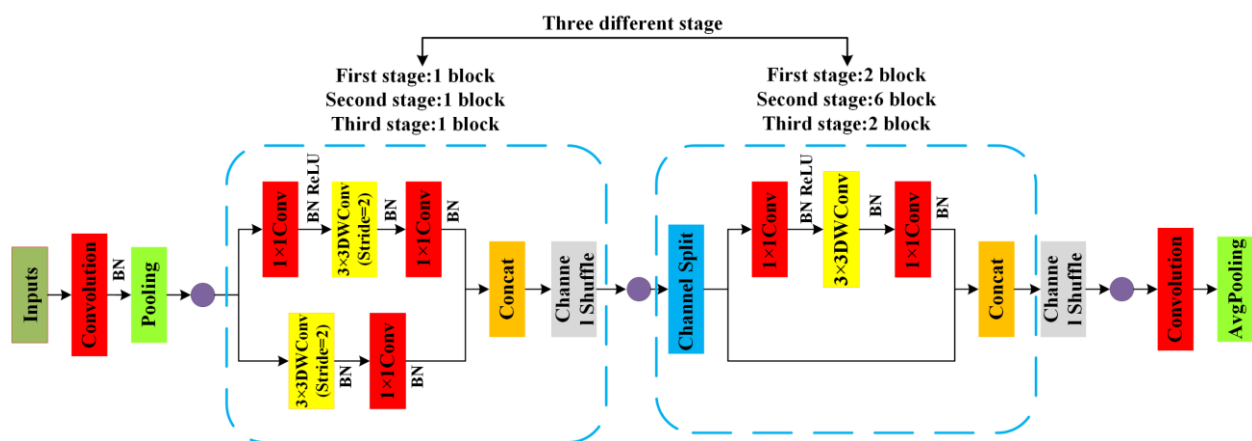 Three different stage
First stage:1 block
Second stage:1 block
Third stage:1 block
First stage:2 block
Second stage:6 block
Third stage:2 block
Inputs
Convolution
BN
Pooling
1×1Conv
BN ReLU
3×3DWConv
(Stride=2)
BN
1×1Conv
BN
3×3DWConv
(Stride=2)
BN
1×1Conv
BN
Concat
Channe
l Shuffle
Channel Split
1×1Conv
BN ReLU
3×3DWConv
BN
1×1Conv
BN
Concat
Channe
l Shuffle
Convolution
AvgPooling